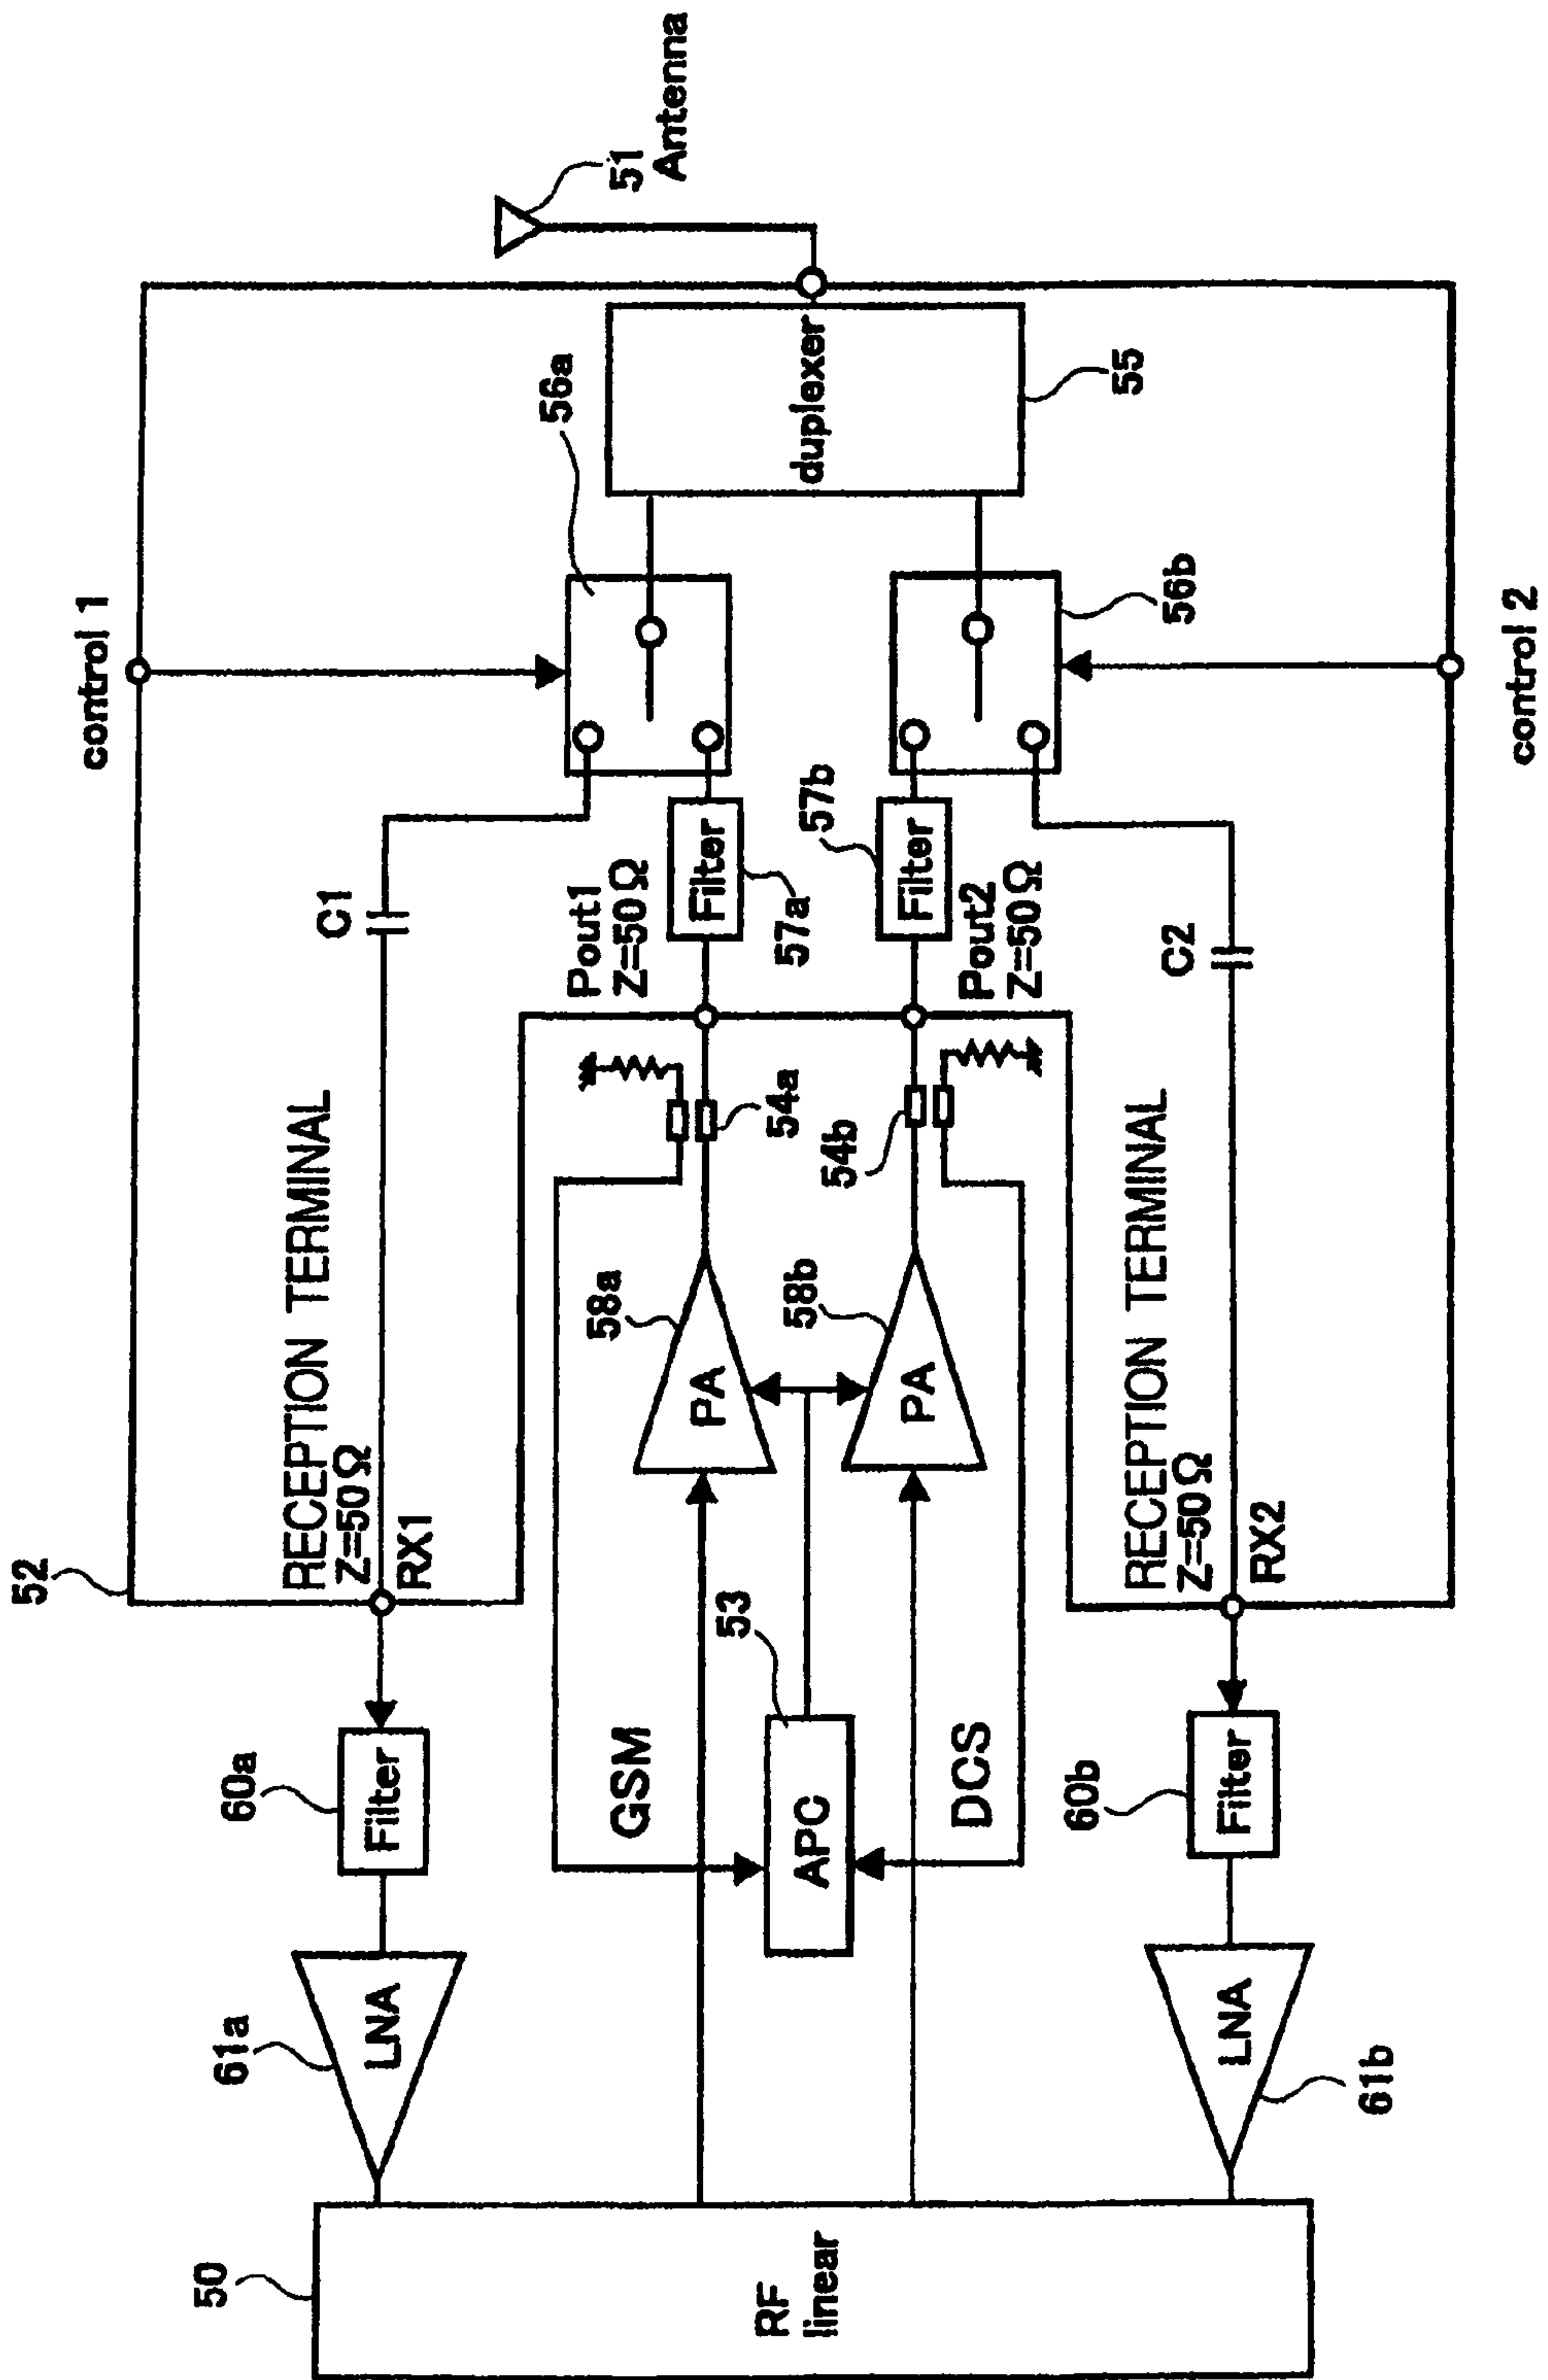 52
RECEPTION TERMINAL
Z=50Ω
RX1
C1
control 1
60a
Filter
61a
LNA
50
RF
linear
GSM
53
APC
DCS
58a
PA
58b
PA
54a
54b
Pout1
Z=50Ω
Filter
57a
57b
Filter
Pout2
Z=50Ω
56a
56b
duplexer
55
51
Antenna
60b
Filter
61b
LNA
RECEPTION TERMINAL
Z=50Ω
RX2
C2
control 2